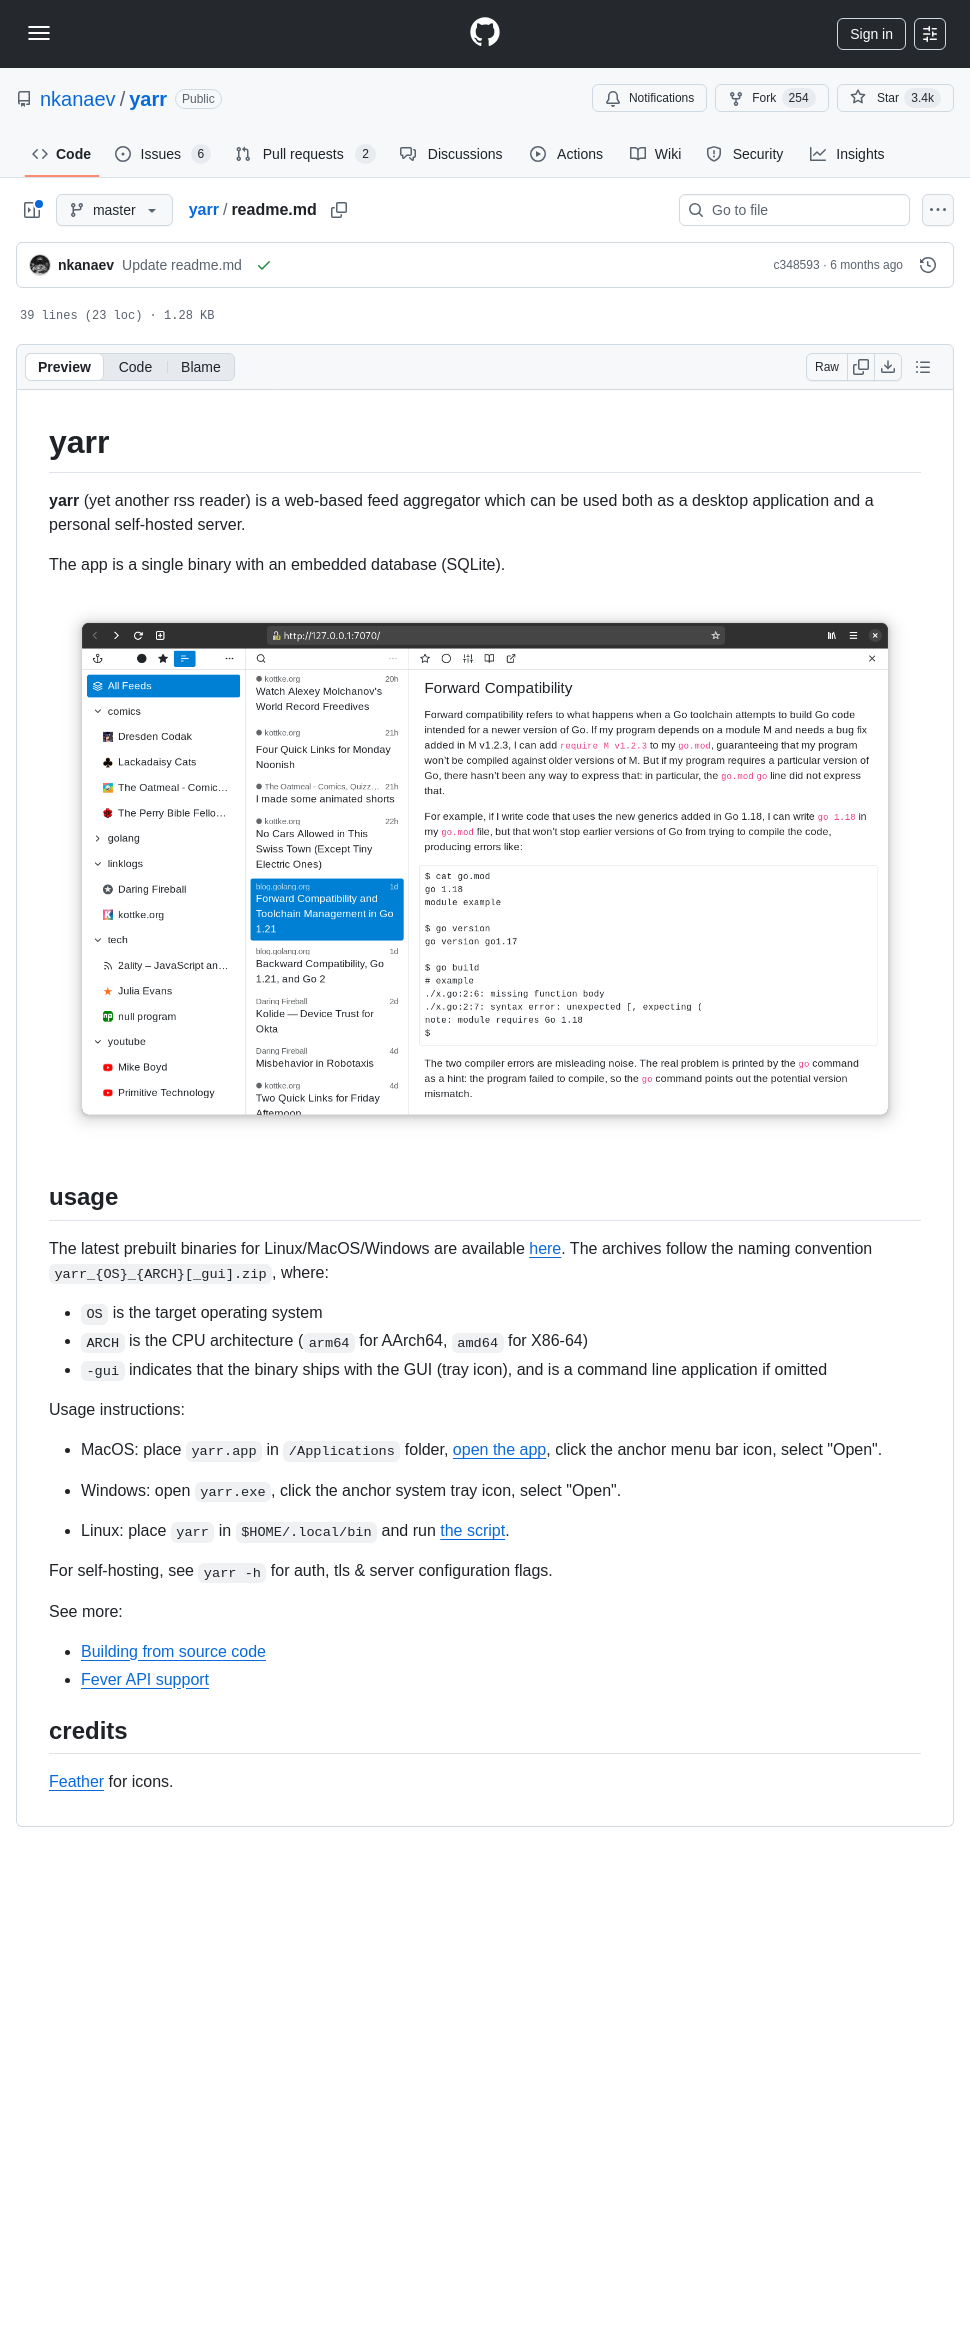 Sign in
nkanaev / yarr Public
Notifications
Fork 254
Star 3.4k
Code
Issues 6
Pull requests 2
Discussions
Actions
Wiki
Security
Insights
master
yarr / readme.md
Go to file
nkanaev Update readme.md
c348593 · 6 months ago
39 lines (23 loc) · 1.28 KB
Preview
Code
Blame
Raw
yarr
yarr (yet another rss reader) is a web-based feed aggregator which can be used both as a desktop application and a
personal self-hosted server.
The app is a single binary with an embedded database (SQLite).
http://127.0.0.1:7070/
All Feeds
comics
Dresden Codak
Lackadaisy Cats
The Oatmeal - Comic…
The Perry Bible Fello…
golang
linklogs
Daring Fireball
kottke.org
tech
2ality – JavaScript an…
Julia Evans
null program
youtube
Mike Boyd
Primitive Technology
kottke.org 20h
Watch Alexey Molchanov's
World Record Freedives
kottke.org 21h
Four Quick Links for Monday
Noonish
The Oatmeal - Comics, Quizz… 21h
I made some animated shorts
kottke.org 22h
No Cars Allowed in This
Swiss Town (Except Tiny
Electric Ones)
blog.golang.org 1d
Forward Compatibility and
Toolchain Management in Go
1.21
blog.golang.org 1d
Backward Compatibility, Go
1.21, and Go 2
Daring Fireball 2d
Kolide — Device Trust for
Okta
Daring Fireball 4d
Misbehavior in Robotaxis
kottke.org 4d
Two Quick Links for Friday
Afternoon
Forward Compatibility
Forward compatibility refers to what happens when a Go toolchain attempts to build Go code
intended for a newer version of Go. If my program depends on a module M and needs a bug fix
added in M v1.2.3, I can add require M v1.2.3 to my go.mod, guaranteeing that my program
won't be compiled against older versions of M. But if my program requires a particular version of
Go, there hasn't been any way to express that: in particular, the go.mod go line did not express
that.
For example, if I write code that uses the new generics added in Go 1.18, I can write go 1.18 in
my go.mod file, but that won't stop earlier versions of Go from trying to compile the code,
producing errors like:
$ cat go.mod
go 1.18
module example
$ go version
go version go1.17
$ go build
# example
./x.go:2:6: missing function body
./x.go:2:7: syntax error: unexpected [, expecting (
note: module requires Go 1.18
$
The two compiler errors are misleading noise. The real problem is printed by the go command
as a hint: the program failed to compile, so the go command points out the potential version
mismatch.
usage
The latest prebuilt binaries for Linux/MacOS/Windows are available here. The archives follow the naming convention
yarr_{OS}_{ARCH}[_gui].zip, where:
OS is the target operating system
ARCH is the CPU architecture (arm64 for AArch64, amd64 for X86-64)
-gui indicates that the binary ships with the GUI (tray icon), and is a command line application if omitted
Usage instructions:
MacOS: place yarr.app in /Applications folder, open the app, click the anchor menu bar icon, select "Open".
Windows: open yarr.exe, click the anchor system tray icon, select "Open".
Linux: place yarr in $HOME/.local/bin and run the script.
For self-hosting, see yarr -h for auth, tls & server configuration flags.
See more:
Building from source code
Fever API support
credits
Feather for icons.